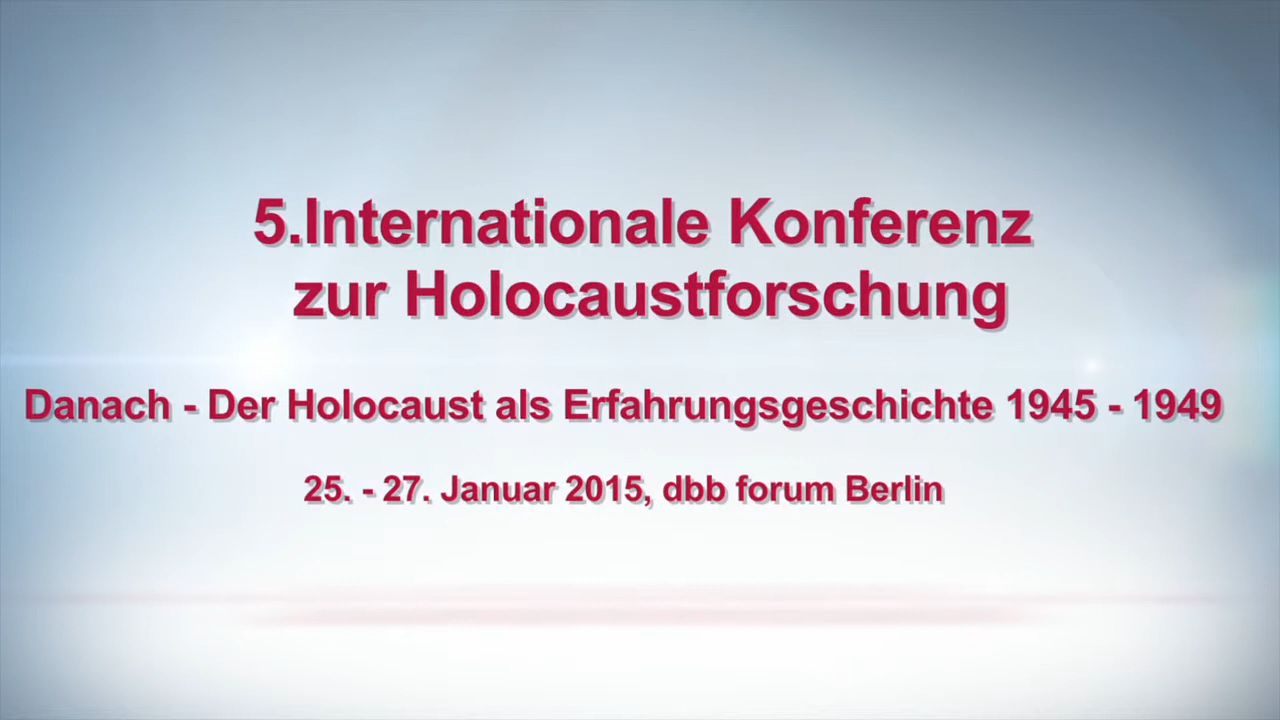 5.Internationale Konferenz
zur Holocaustforschung
Danach - Der Holocaust als Erfahrungsgeschichte 1945 - 1949
25. - 27. Januar 2015, dbb forum Berlin